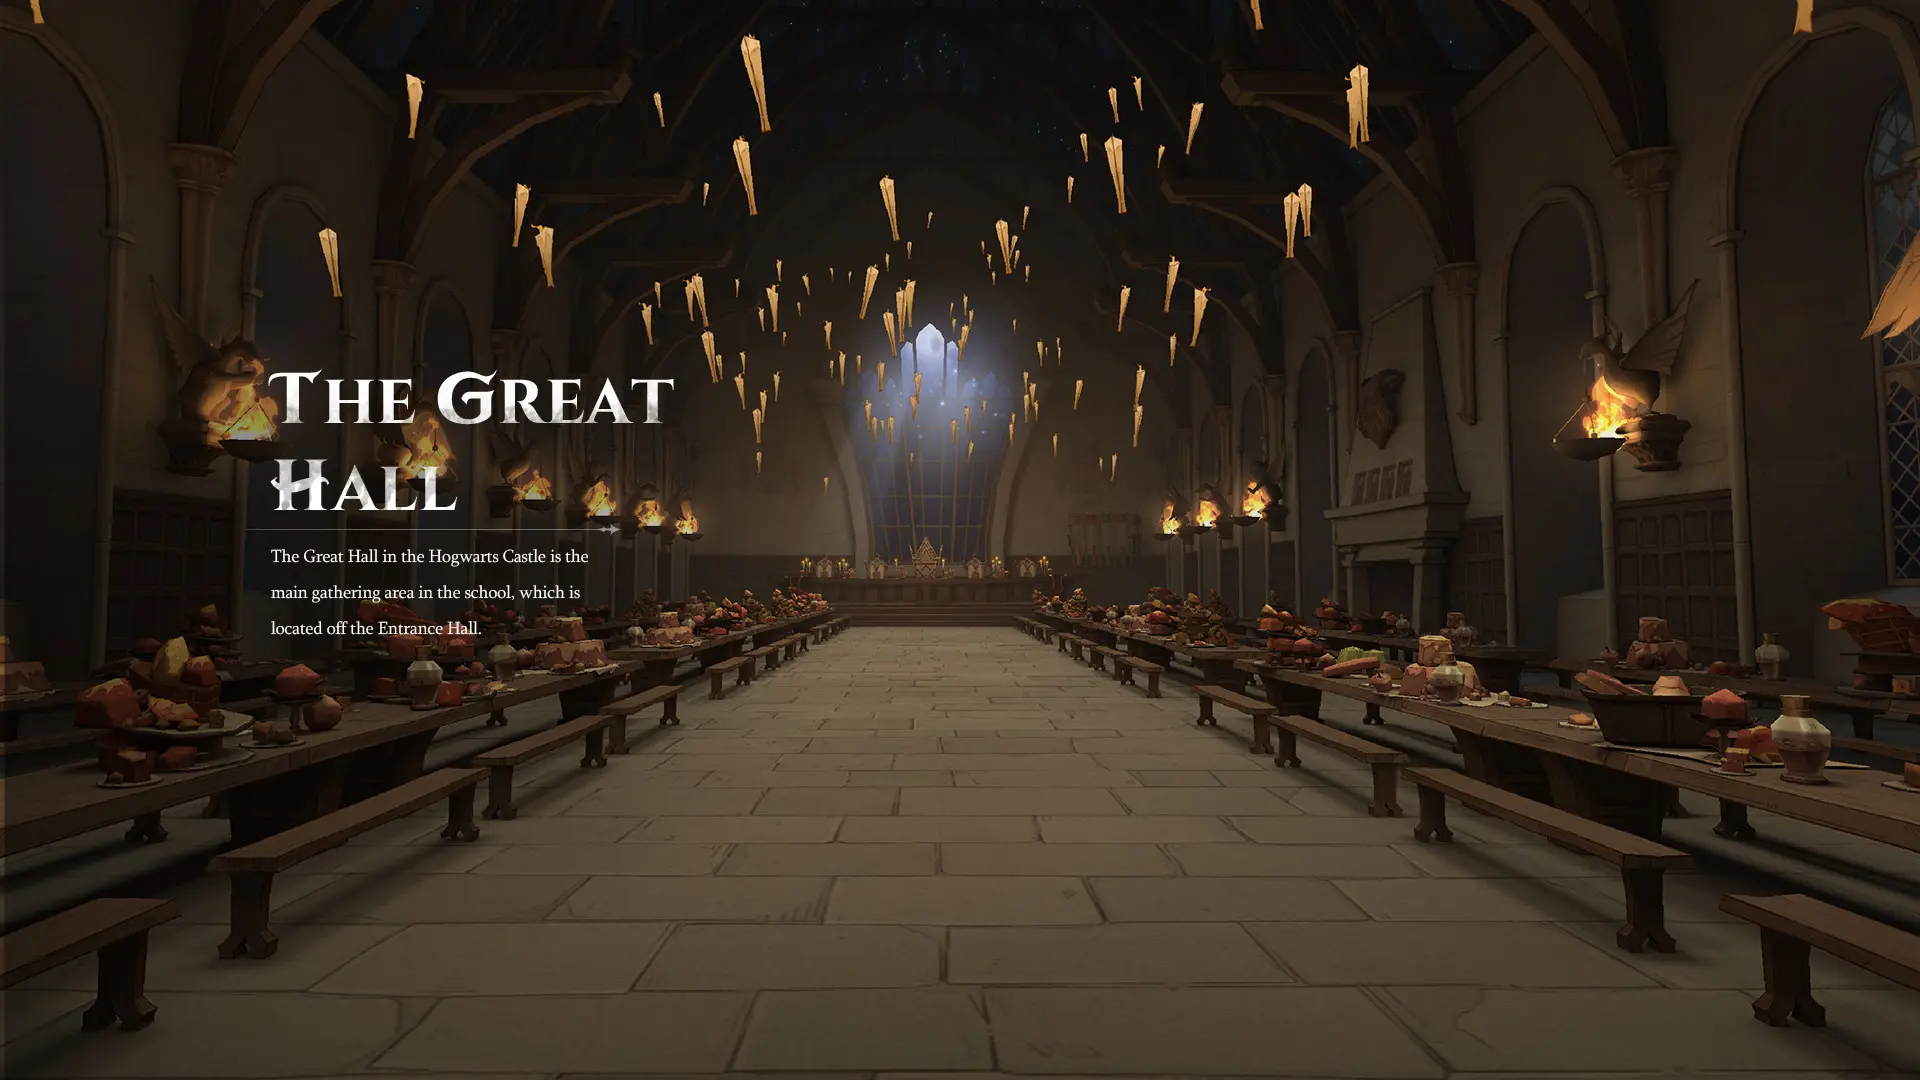 The Great
Hall
The Great Hall in the Hogwarts Castle is the
main gathering area in the school, which is
located off the Entrance Hall.